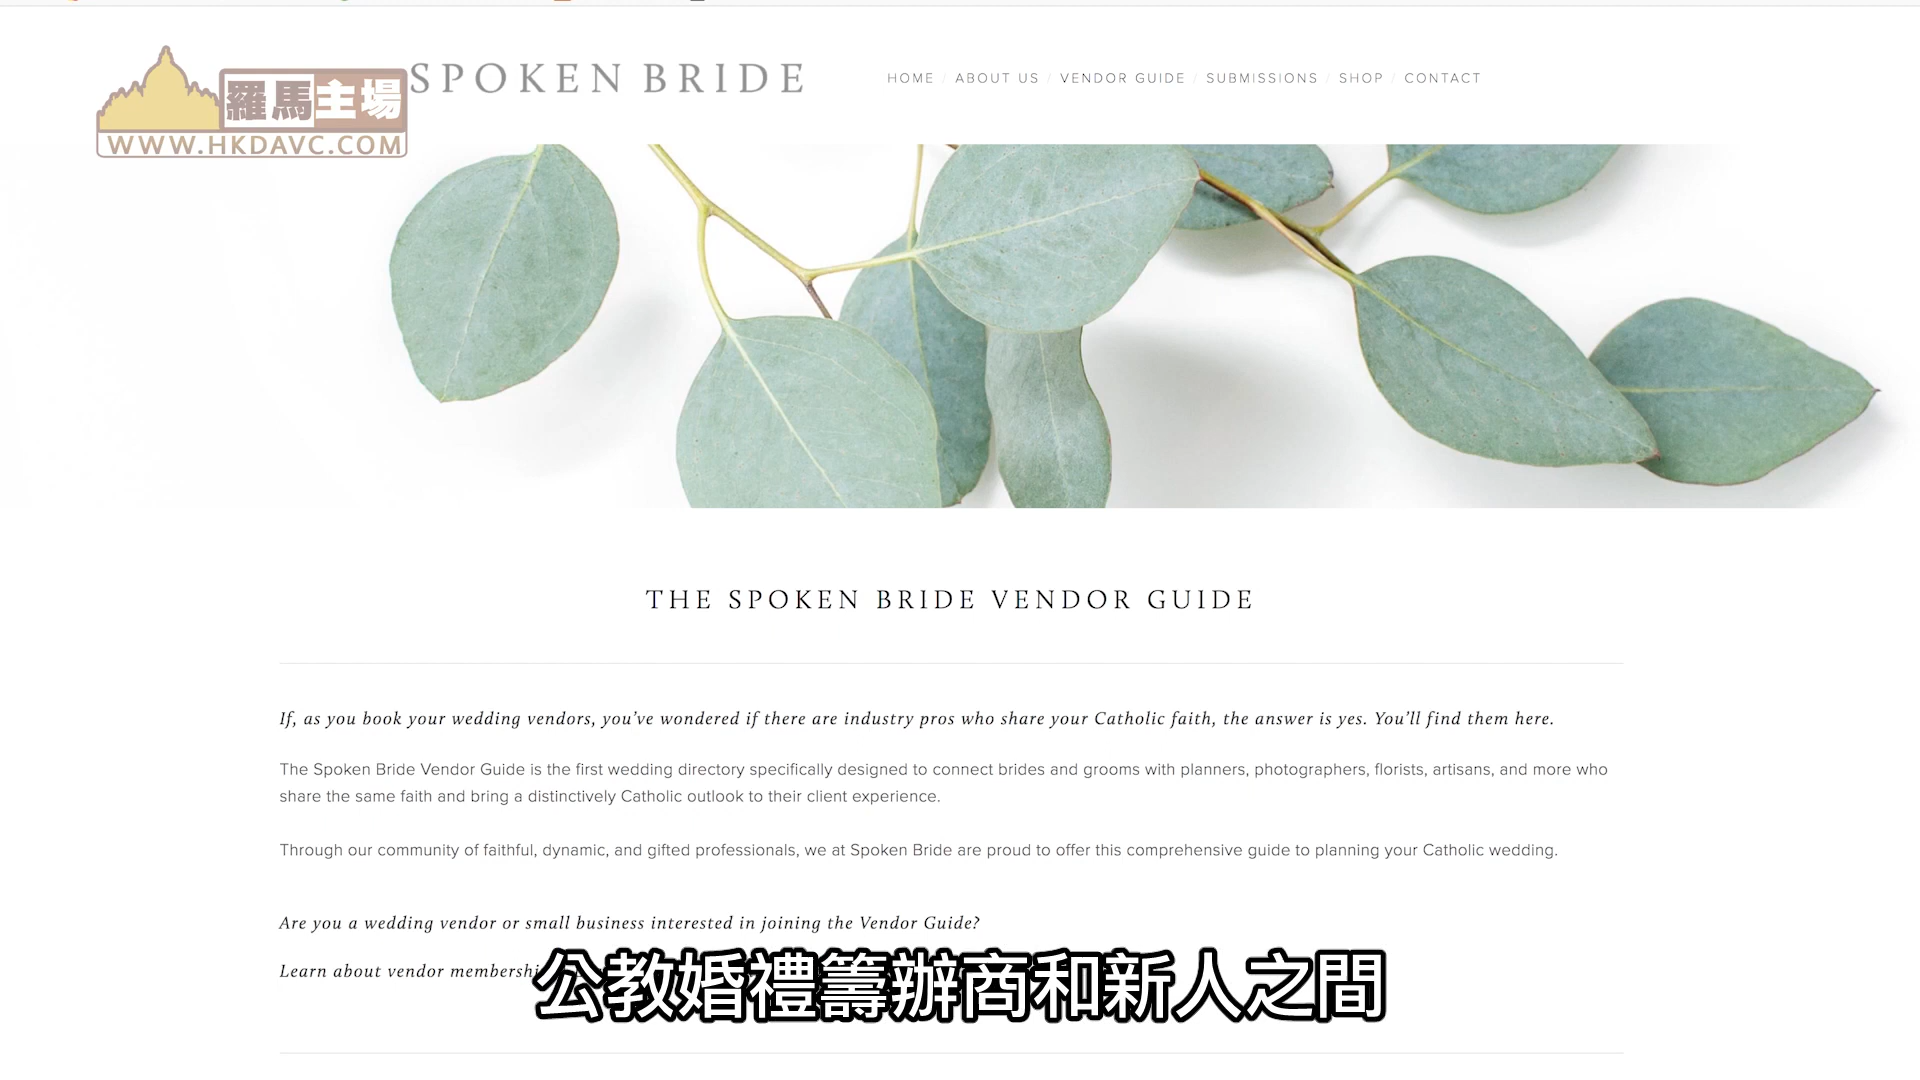 羅馬主場
WWW.HKDAVC.COM
SPOKEN BRIDE
HOME / ABOUT US / VENDOR GUIDE / SUBMISSIONS / SHOP / CONTACT
THE SPOKEN BRIDE VENDOR GUIDE
If, as you book your wedding vendors, you’ve wondered if there are industry pros who share your Catholic faith, the answer is yes. You’ll find them here.
The Spoken Bride Vendor Guide is the first wedding directory specifically designed to connect brides and grooms with planners, photographers, florists, artisans, and more who
share the same faith and bring a distinctively Catholic outlook to their client experience.
Through our community of faithful, dynamic, and gifted professionals, we at Spoken Bride are proud to offer this comprehensive guide to planning your Catholic wedding.
Are you a wedding vendor or small business interested in joining the Vendor Guide?
Learn about vendor
公教婚禮籌辦商和新人之間